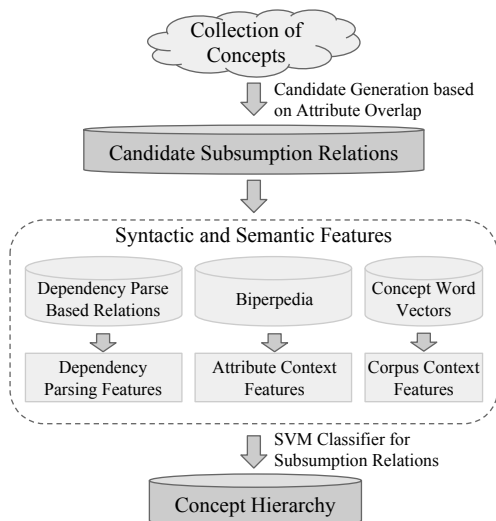 Collection of
Concepts
Candidate Generation based
on Attribute Overlap
Candidate Subsumption Relations
Syntactic and Semantic Features
Dependency Parse
Based Relations
Biperpedia
Concept Word
Vectors
Dependency
Parsing Features
Attribute Context
Features
Corpus Context
Features
SVM Classifier for
Subsumption Relations
Concept Hierarchy